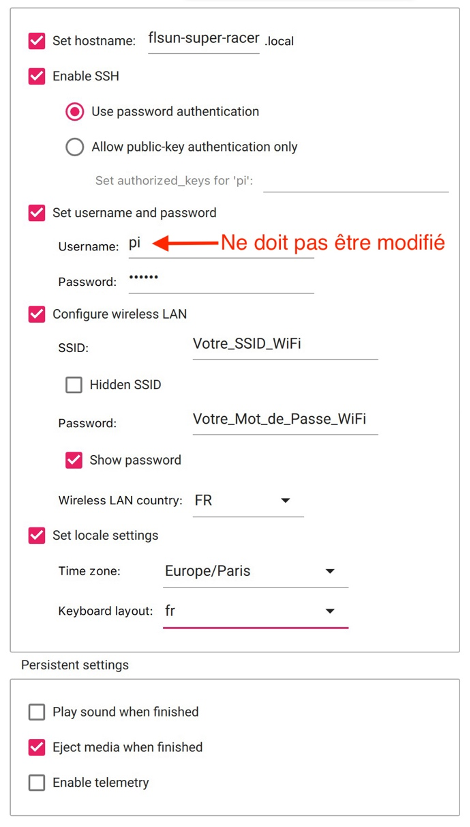 Set hostname: flsun-super-racer .local
Enable SSH
Use password authentication
Allow public-key authentication only
Set authorized_keys for 'pi':
Set username and password
Username: pi Ne doit pas être modifié
Password: ••••••
Configure wireless LAN
SSID: Votre_SSID_WiFi
Hidden SSID
Password: Votre_Mot_de_Passe_WiFi
Show password
Wireless LAN country: FR
Set locale settings
Time zone: Europe/Paris
Keyboard layout: fr
Persistent settings
Play sound when finished
Eject media when finished
Enable telemetry